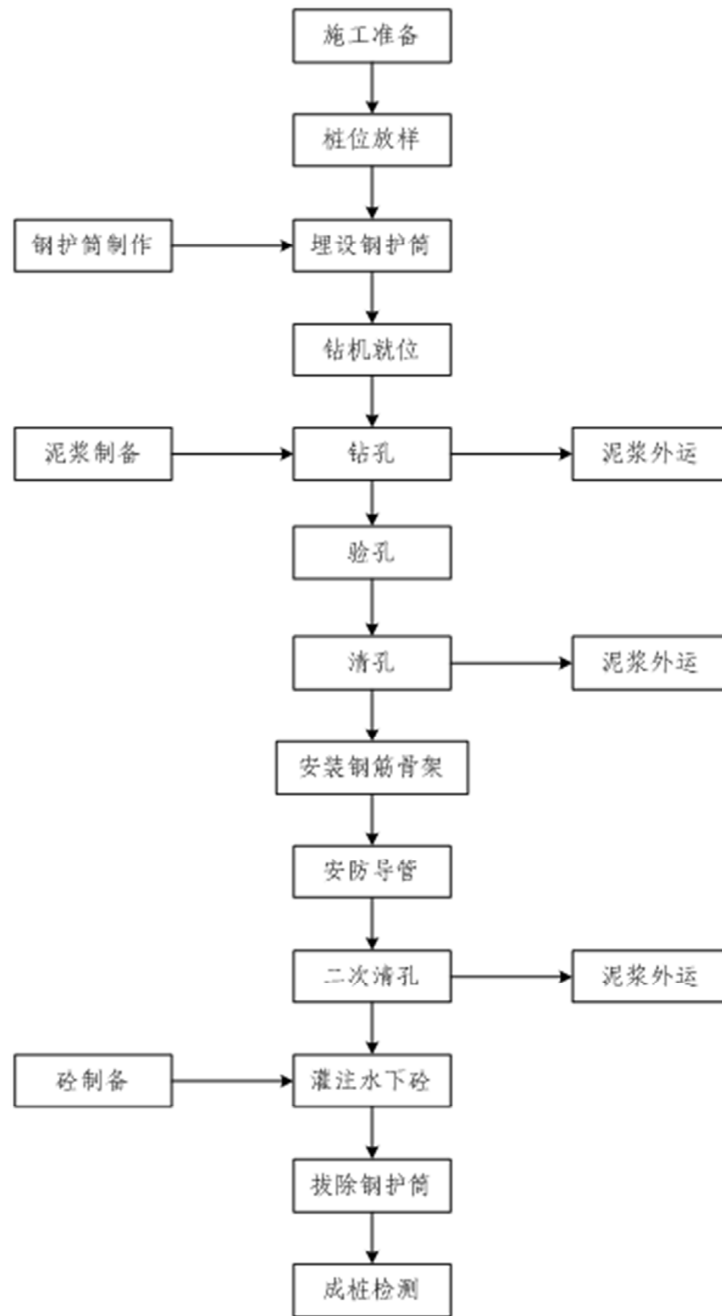 施工准备
桩位放样
钢护筒制作
埋设钢护筒
钻机就位
泥浆制备
钻孔
泥浆外运
验孔
清孔
泥浆外运
安装钢筋骨架
安防导管
二次清孔
泥浆外运
砼制备
灌注水下砼
拔除钢护筒
成桩检测